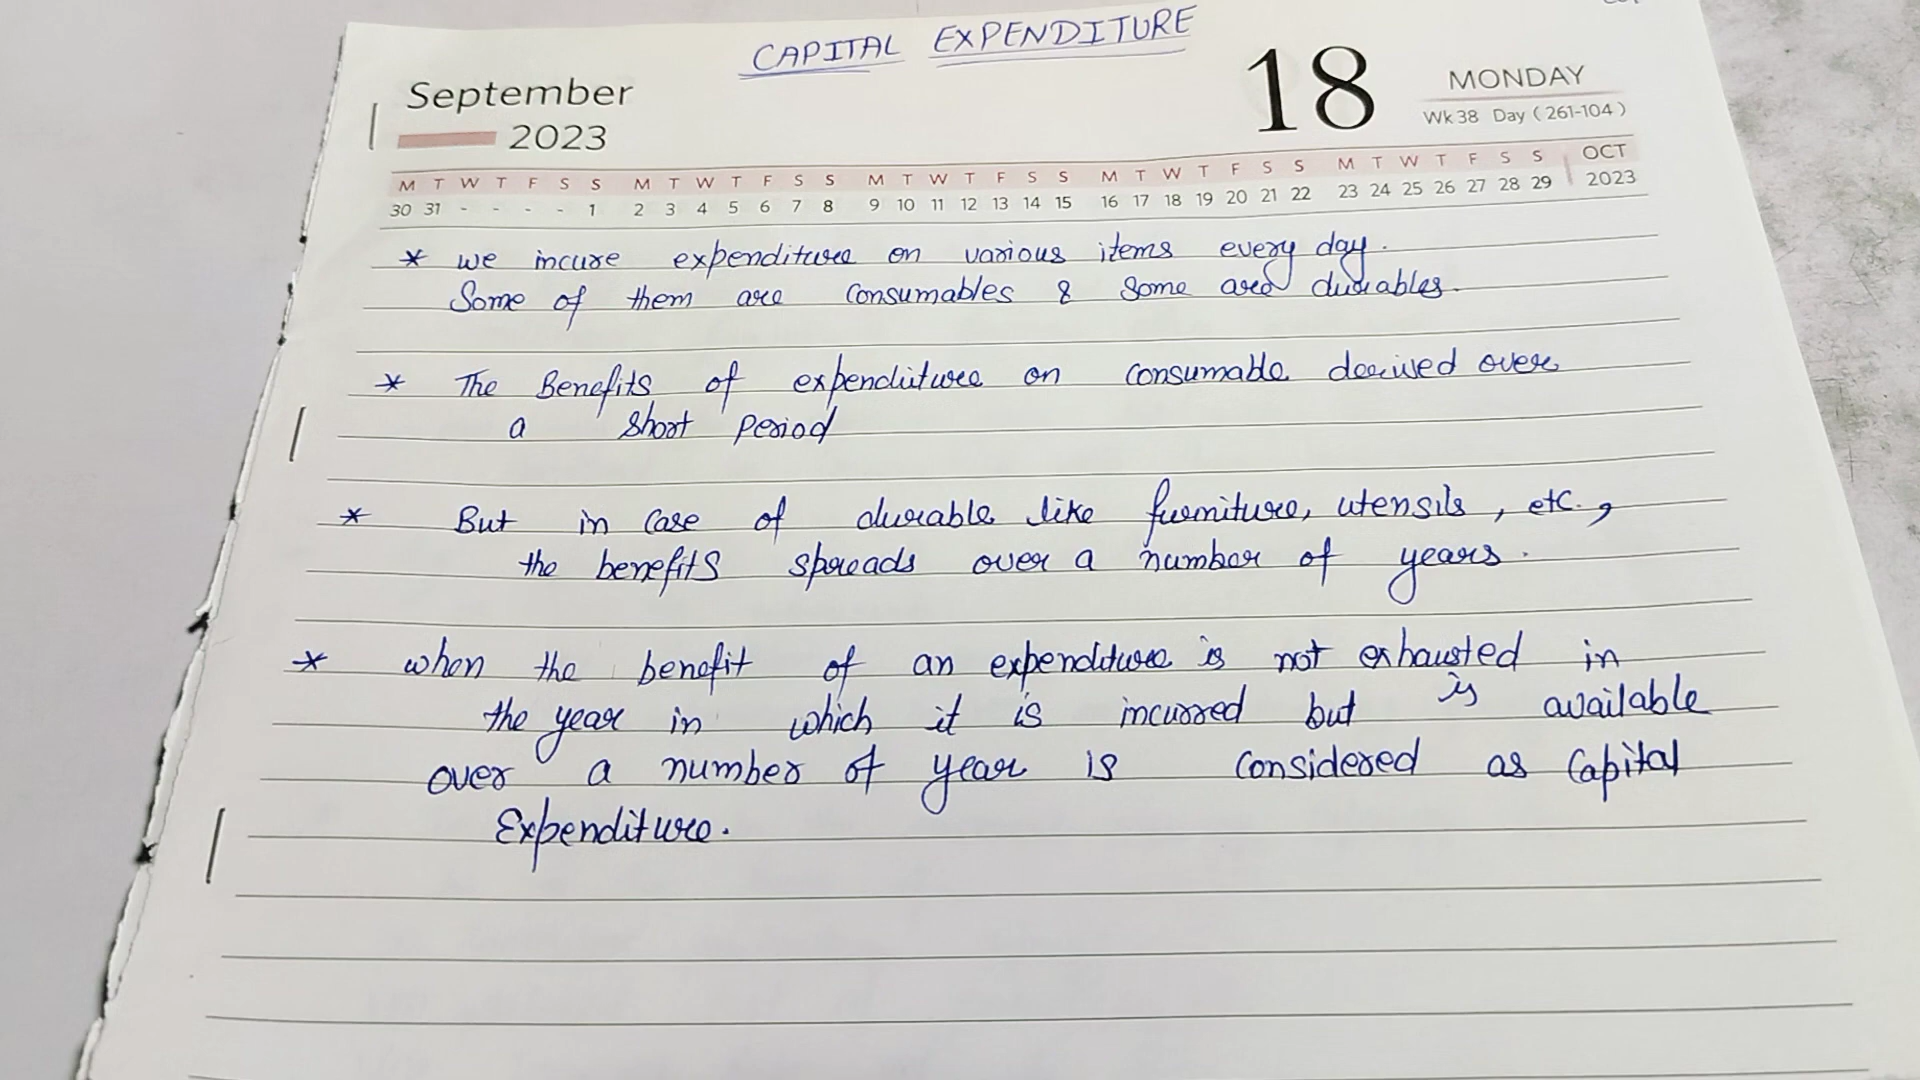 CAPITAL EXPENDITURE
September
2023
18
MONDAY
Wk 38 Day (261-104)
M T W T F S S M T W T F S S M T W T F S S M T W T F S S M T W T F S S OCT
30 31 - - - - 1 2 3 4 5 6 7 8 9 10 11 12 13 14 15 16 17 18 19 20 21 22 23 24 25 26 27 28 29 2023
* we incure expenditure on various items every day.
Some of them are consumables & some are durables.
* The Benefits of expenditure on consumable derived over
a short period
* But in case of durable like furniture, utensils, etc.,
the benefits spreads over a number of years.
* when the benefit of an expenditure is not exhausted in
the year in which it is incurred but is available
over a number of year is considered as Capital
Expenditure.